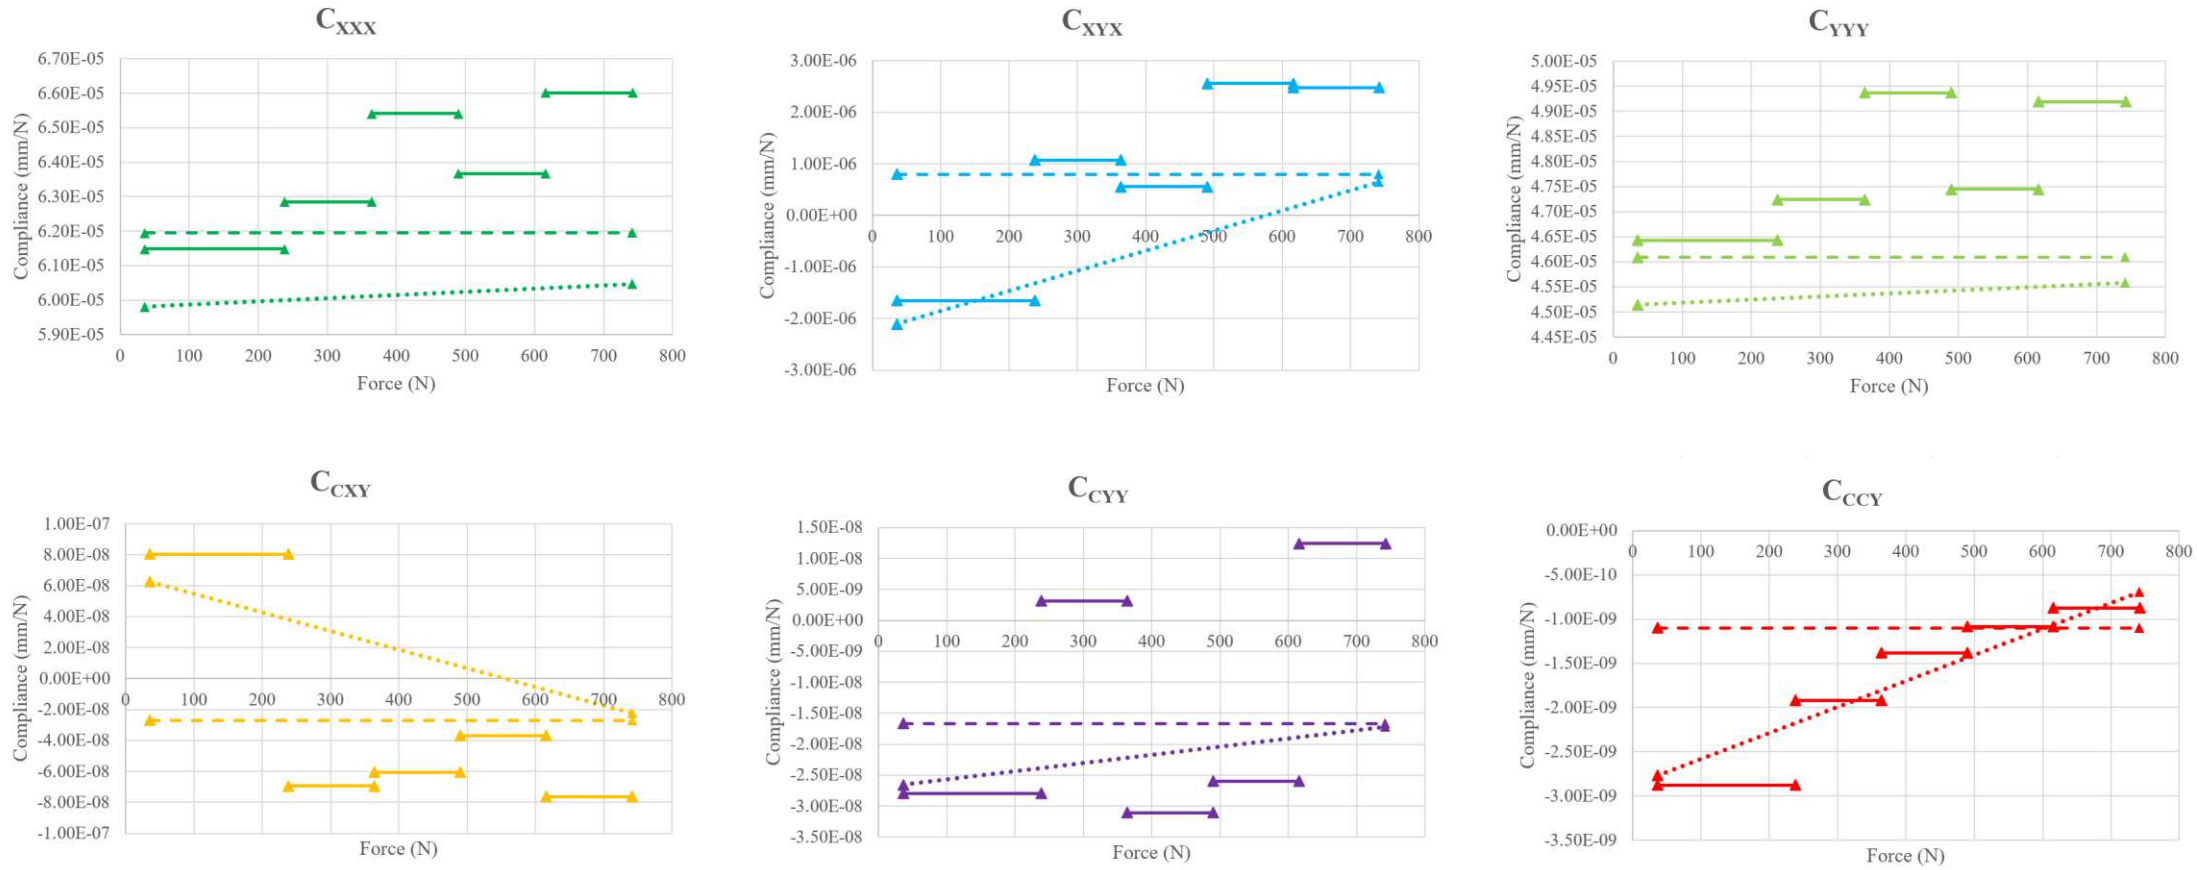 C_XXX
Compliance (mm/N)
6.70E-05
6.60E-05
6.50E-05
6.40E-05
6.30E-05
6.20E-05
6.10E-05
6.00E-05
5.90E-05
0 100 200 300 400 500 600 700 800
Force (N)
C_XYX
Compliance (mm/N)
3.00E-06
2.00E-06
1.00E-06
0.00E+00
-1.00E-06
-2.00E-06
-3.00E-06
0 100 200 300 400 500 600 700 800
Force (N)
C_YYY
Compliance (mm/N)
5.00E-05
4.95E-05
4.90E-05
4.85E-05
4.80E-05
4.75E-05
4.70E-05
4.65E-05
4.60E-05
4.55E-05
4.50E-05
4.45E-05
0 100 200 300 400 500 600 700 800
Force (N)
C_CXY
Compliance (mm/N)
1.00E-07
8.00E-08
6.00E-08
4.00E-08
2.00E-08
0.00E+00
-2.00E-08
-4.00E-08
-6.00E-08
-8.00E-08
-1.00E-07
0 100 200 300 400 500 600 700 800
Force (N)
C_CYY
Compliance (mm/N)
1.50E-08
1.00E-08
5.00E-09
0.00E+00
-5.00E-09
-1.00E-08
-1.50E-08
-2.00E-08
-2.50E-08
-3.00E-08
-3.50E-08
0 100 200 300 400 500 600 700 800
Force (N)
C_CCY
Compliance (mm/N)
0.00E+00
-5.00E-10
-1.00E-09
-1.50E-09
-2.00E-09
-2.50E-09
-3.00E-09
-3.50E-09
0 100 200 300 400 500 600 700 800
Force (N)